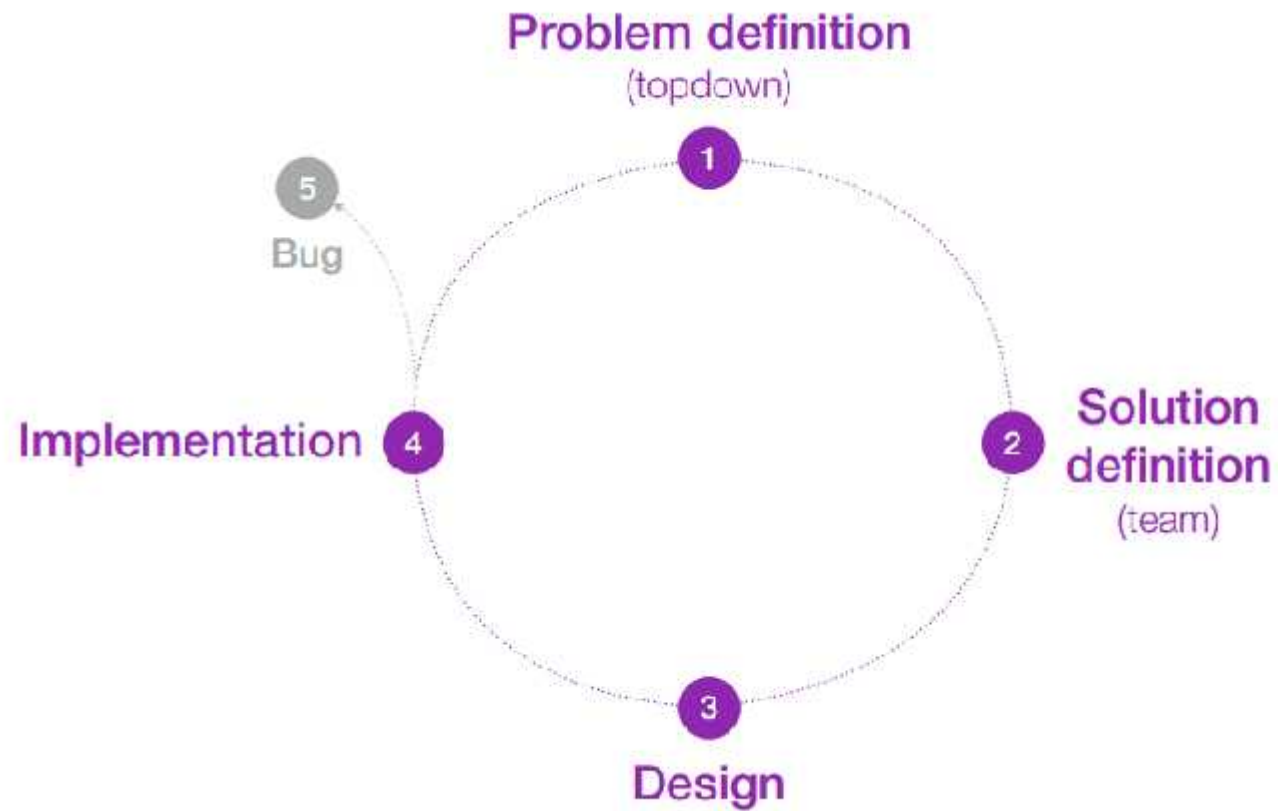 Problem definition
(topdown)
1
5
Bug
Implementation
4
2
Solution
definition
(team)
3
Design